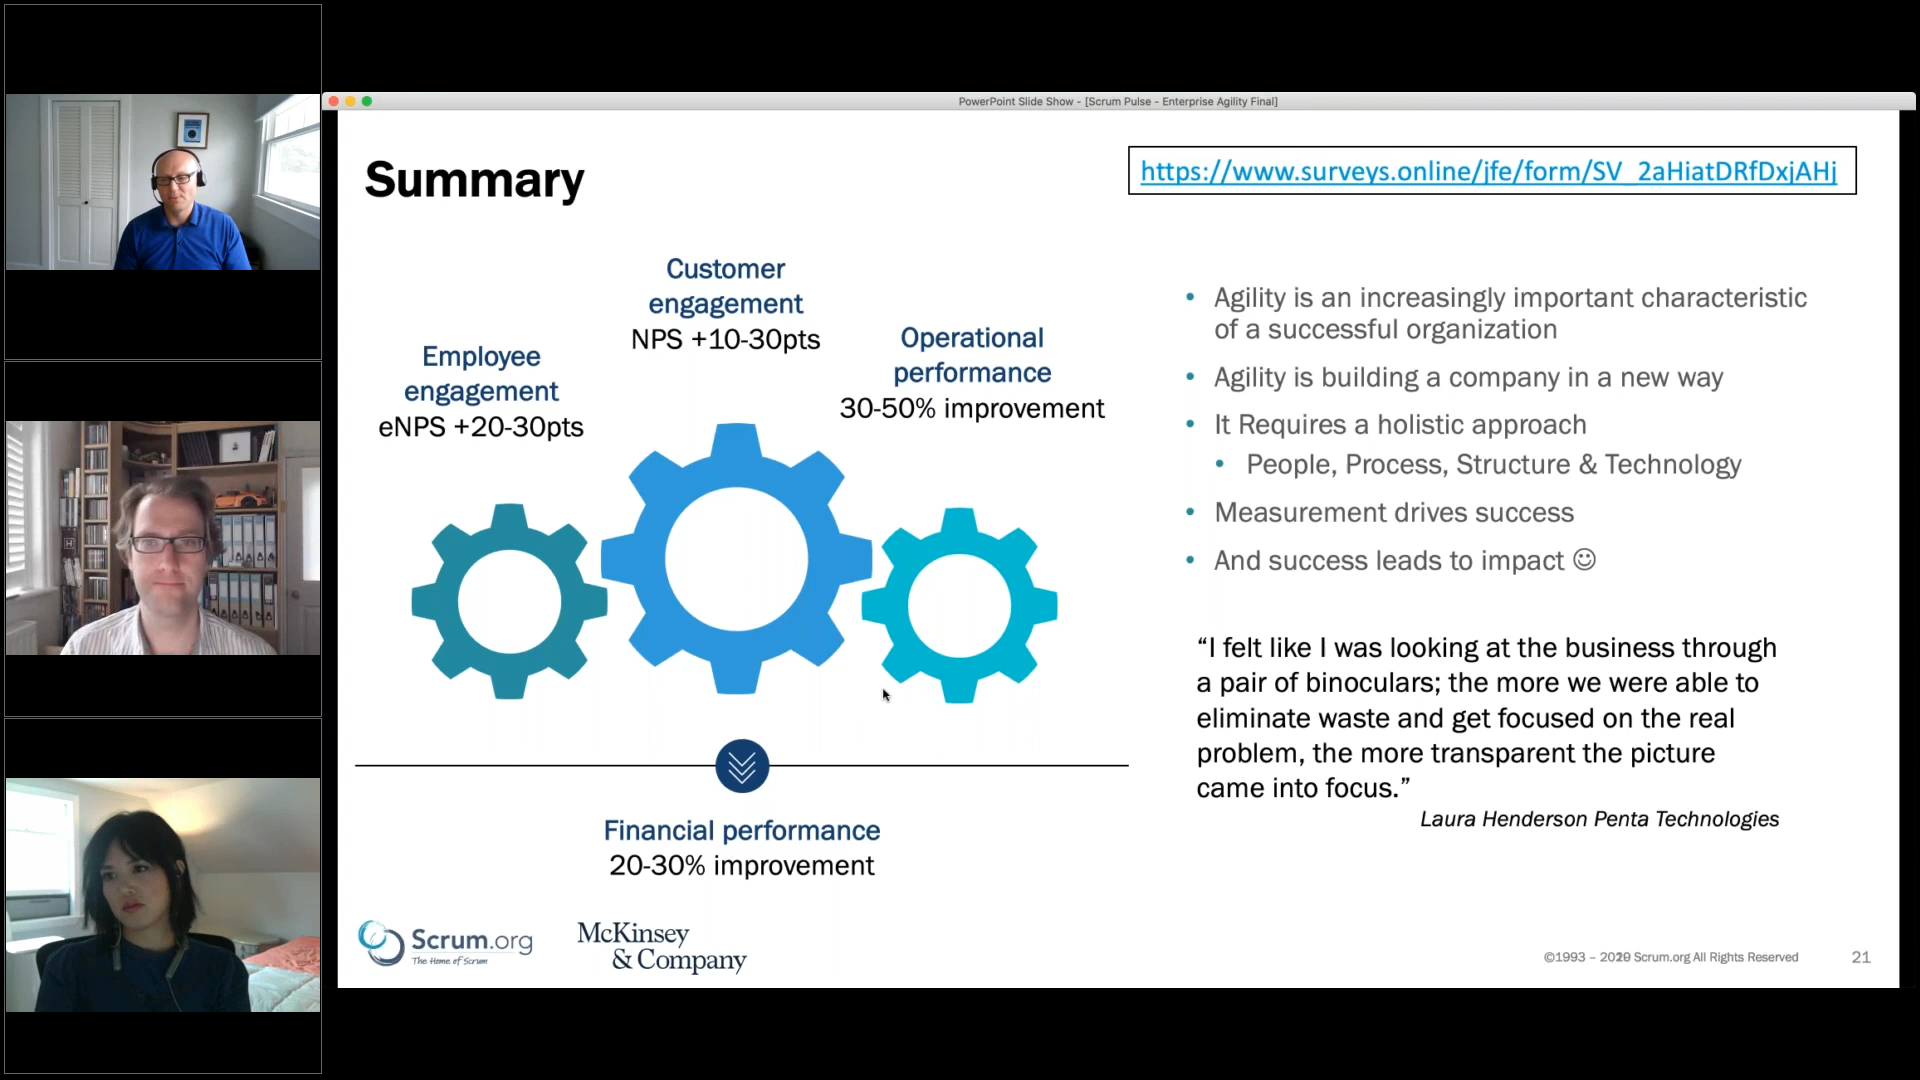 PowerPoint Slide Show - [Scrum Pulse - Enterprise Agility Final]
Summary
https://www.surveys.online/jfe/form/SV_2aHiatDRfDxjAHj
Customer
engagement
NPS +10-30pts
Employee
engagement
eNPS +20-30pts
Operational
performance
30-50% improvement
Financial performance
20-30% improvement
• Agility is an increasingly important characteristic
of a successful organization
• Agility is building a company in a new way
• It Requires a holistic approach
• People, Process, Structure & Technology
• Measurement drives success
• And success leads to impact ☺
“I felt like I was looking at the business through
a pair of binoculars; the more we were able to
eliminate waste and get focused on the real
problem, the more transparent the picture
came into focus.”
Laura Henderson Penta Technologies
Scrum.org
The Home of Scrum
McKinsey
& Company
©1993 – Scrum.org All Rights Reserved
21